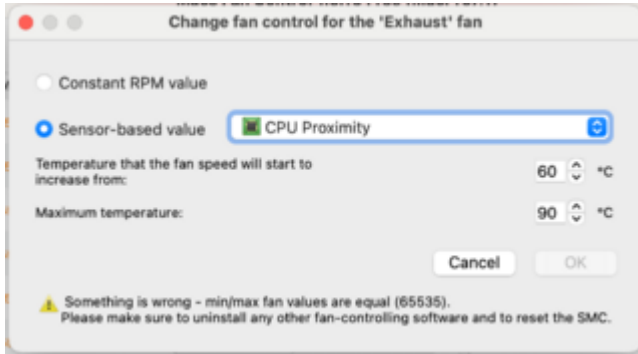 Change fan control for the 'Exhaust' fan
Constant RPM value
Sensor-based value CPU Proximity
Temperature that the fan speed will start to
increase from: 60 °C
Maximum temperature: 90 °C
Cancel OK
Something is wrong - min/max fan values are equal (65535).
Please make sure to uninstall any other fan-controlling software and to reset the SMC.